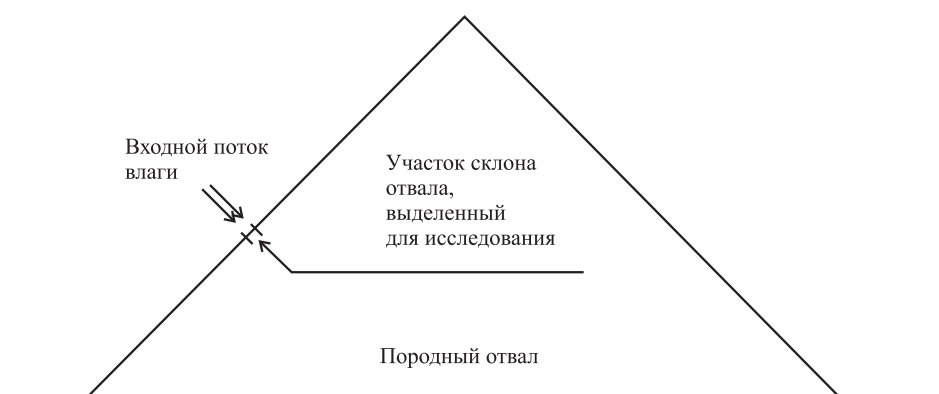 Входной поток
влаги
Участок склона
отвала,
выделенный
для исследования
Породный отвал